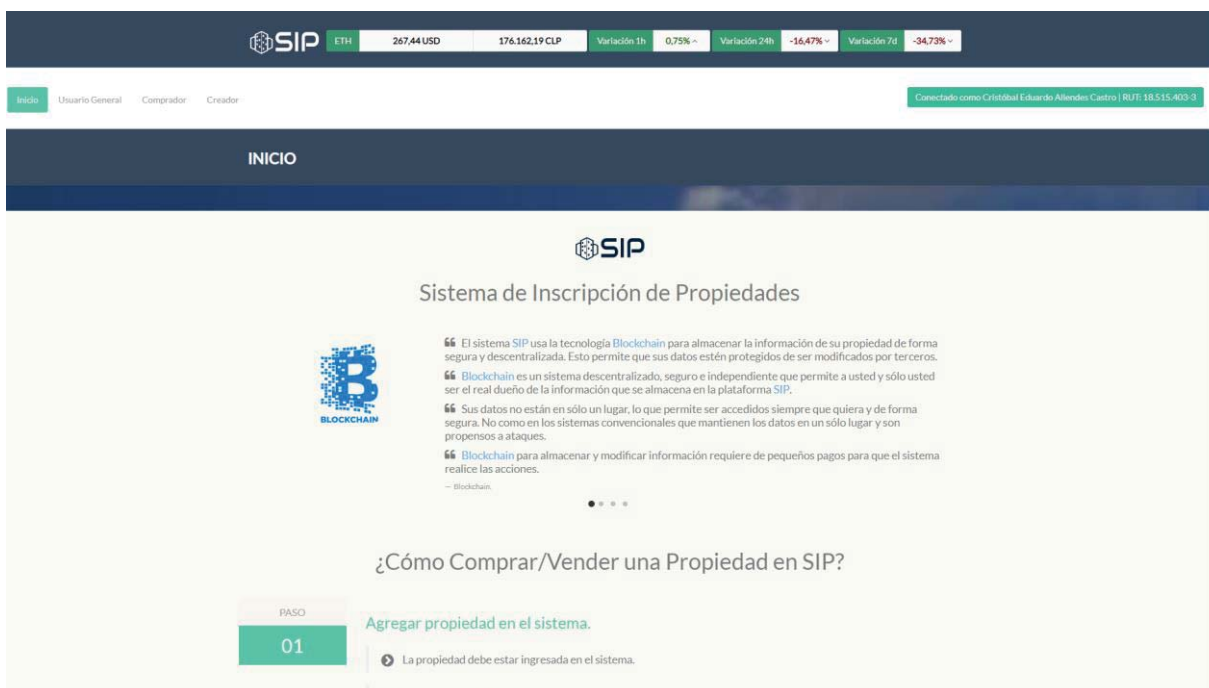 SIP ETH 267,44 USD 176.162,19 CLP Variación 1h 0,75% Variación 24h -16,47% Variación 7d -34,73%
Inicio Usuario General Comprador Creador Conectado como Cristóbal Eduardo Allendes Castro | RUT: 18.515.403-3
INICIO
SIP
Sistema de Inscripción de Propiedades
El sistema SIP usa la tecnología Blockchain para almacenar la información de su propiedad de forma
segura y descentralizada. Esto permite que sus datos estén protegidos de ser modificados por terceros.
Blockchain es un sistema descentralizado, seguro e independiente que permite a usted y sólo usted
ser el real dueño de la información que se almacena en la plataforma SIP.
Sus datos no están en sólo un lugar, lo que permite ser accedidos siempre que quiera y de forma
segura. No como en los sistemas convencionales que mantienen los datos en un sólo lugar y son
propensos a ataques.
Blockchain para almacenar y modificar información requiere de pequeños pagos para que el sistema
realice las acciones.
— Blockchain.
BLOCKCHAIN
¿Cómo Comprar/Vender una Propiedad en SIP?
PASO
01
Agregar propiedad en el sistema.
La propiedad debe estar ingresada en el sistema.